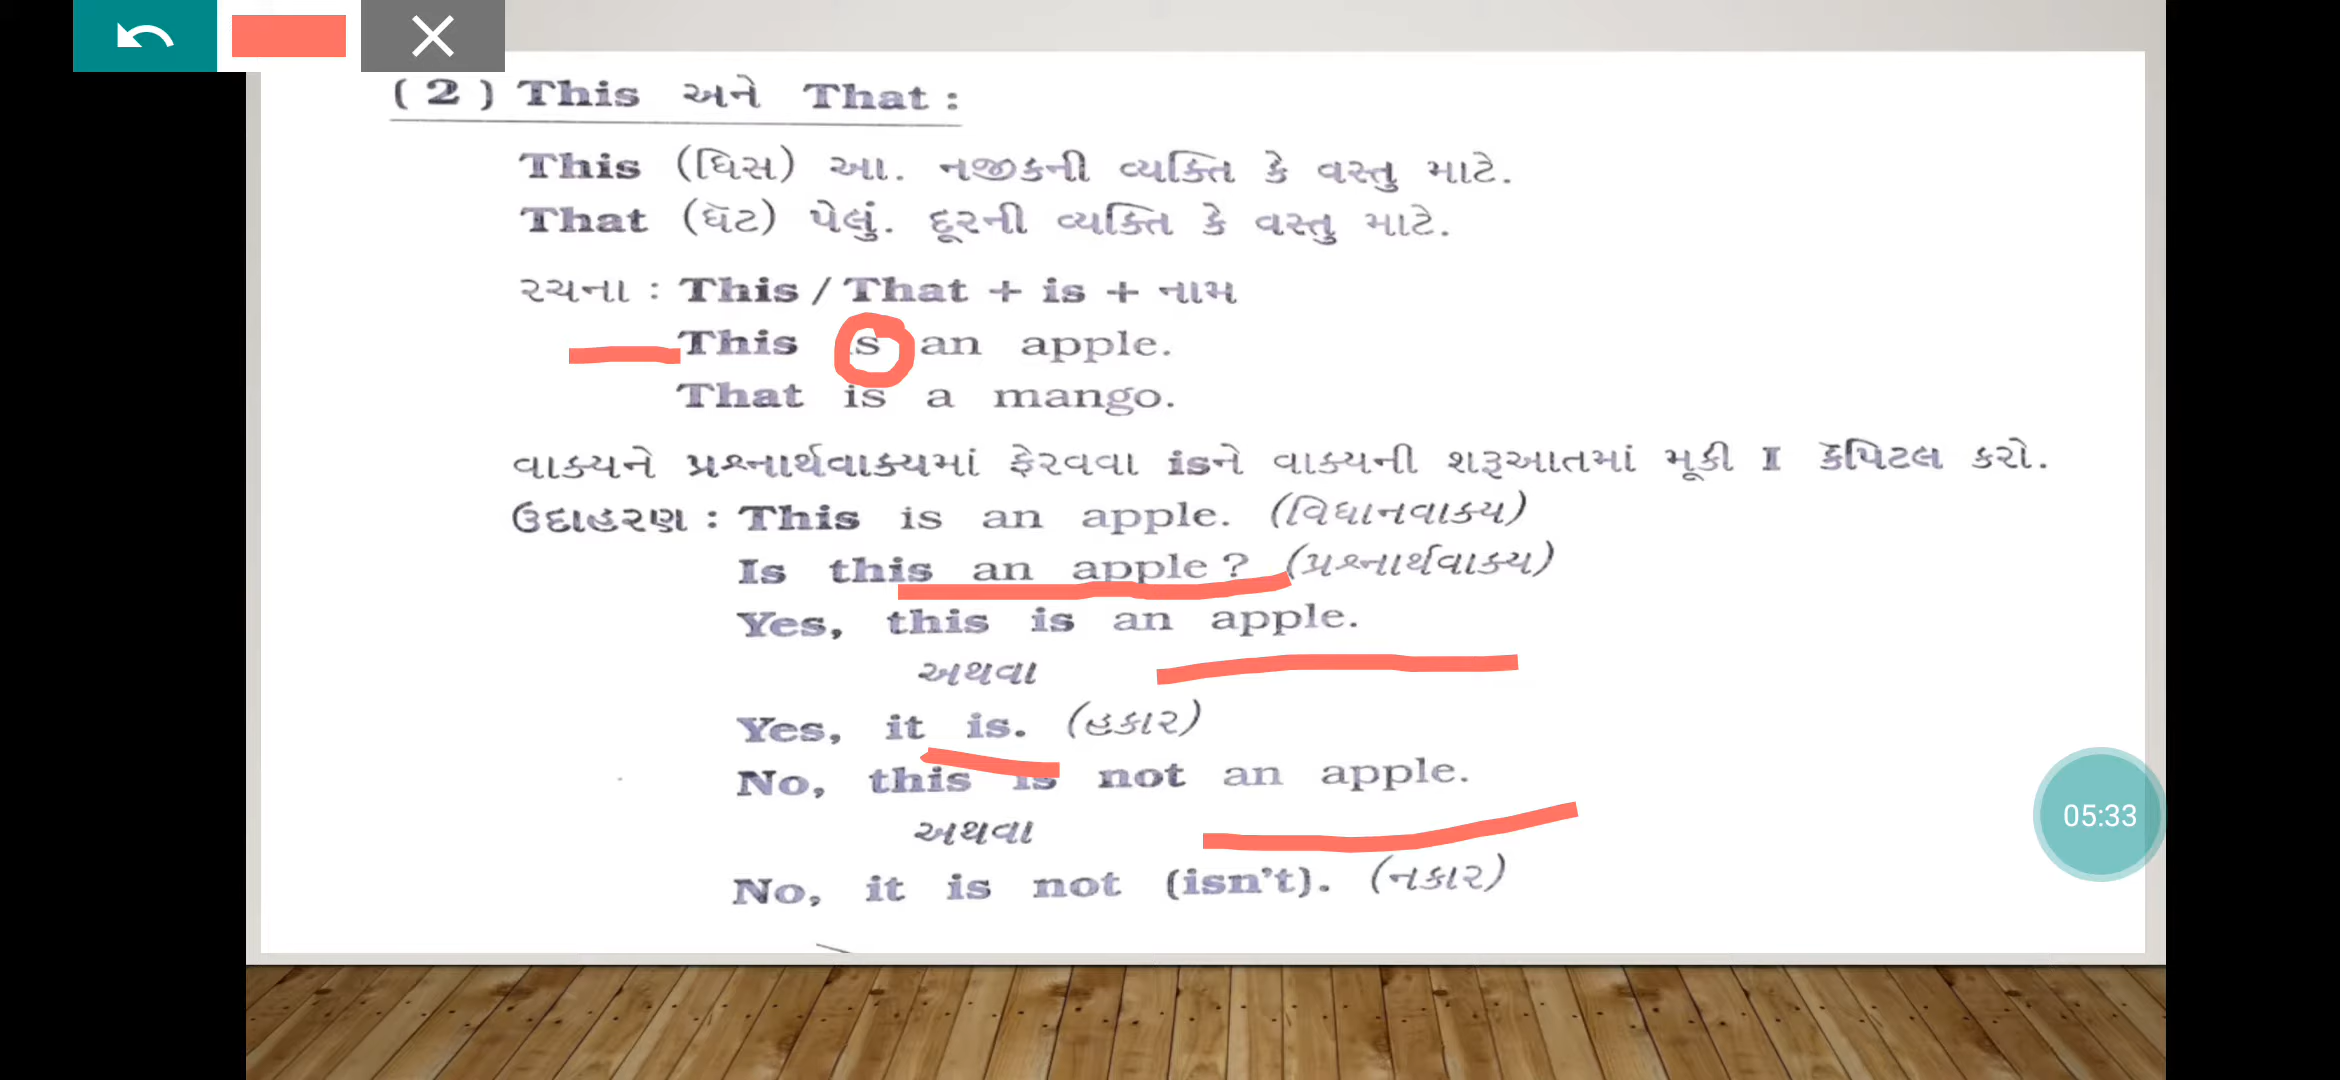 (2) This અને That :
This (ધિસ) આ. નજીકની વ્યક્તિ કે વસ્તુ માટે.
That (ધૅટ) પેલું. દૂરની વ્યક્તિ કે વસ્તુ માટે.
રચના : This / That + is + નામ
This is an apple.
That is a mango.
વાક્યને પ્રશ્નાર્થવાક્યમાં ફેરવવા isને વાક્યની શરૂઆતમાં મૂકી I કૅપિટલ કરો.
ઉદાહરણ : This is an apple. (વિધાનવાક્ય)
Is this an apple ? (પ્રશ્નાર્થવાક્ય)
Yes, this is an apple.
અથવા
Yes, it is. (હકાર)
No, this is not an apple.
અથવા
No, it is not (isn't). (નકાર)
05:33